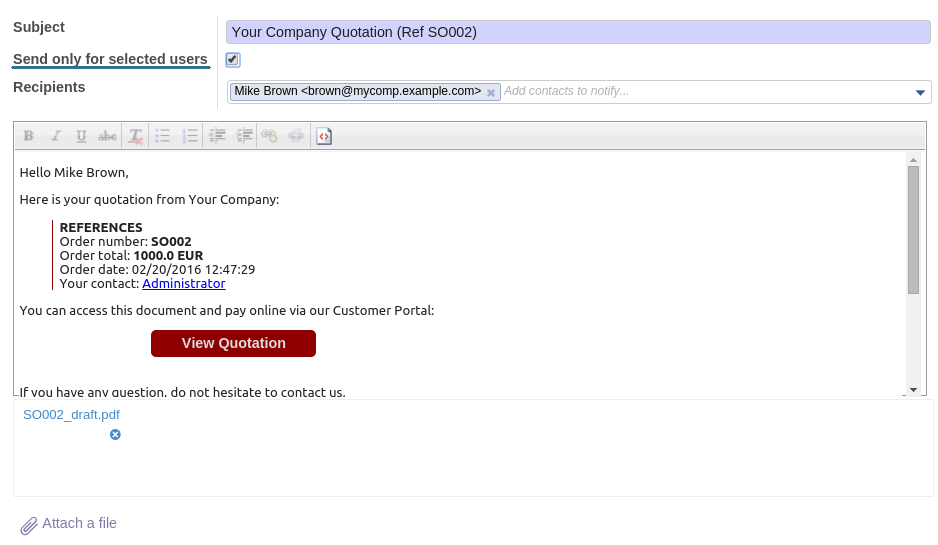 Subject
Your Company Quotation (Ref SO002)
Send only for selected users
Recipients
Mike Brown <brown@mycomp.example.com> Add contacts to notify...
B I U abc T
Hello Mike Brown,
Here is your quotation from Your Company:
REFERENCES
Order number: SO002
Order total: 1000.0 EUR
Order date: 02/20/2016 12:47:29
Your contact: Administrator
You can access this document and pay online via our Customer Portal:
View Quotation
If you have any question, do not hesitate to contact us.
SO002_draft.pdf
Attach a file